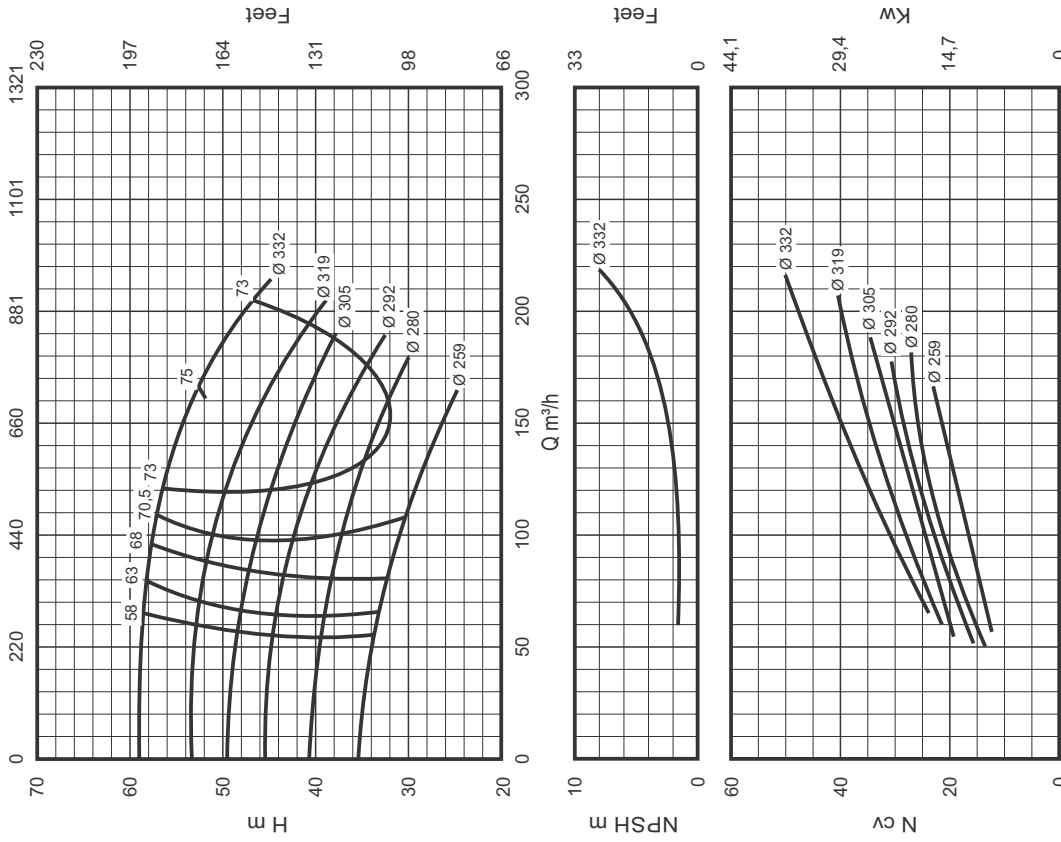 0 220 440 660 881 1101 1321
70 60 50 40 30 20
H m
230 197 164 131 98 66
Feet
58
63
68
70,5
73
75
73
Ø 332
Ø 319
Ø 305
Ø 292
Ø 280
Ø 259
0 50 100 150 200 250 300
Q m³/h
10 0
NPSH m
33 0
Feet
Ø 332
60 40 20 0
N cv
44,1 29,4 14,7 0
Kw
Ø 332
Ø 319
Ø 305
Ø 292
Ø 280
Ø 259